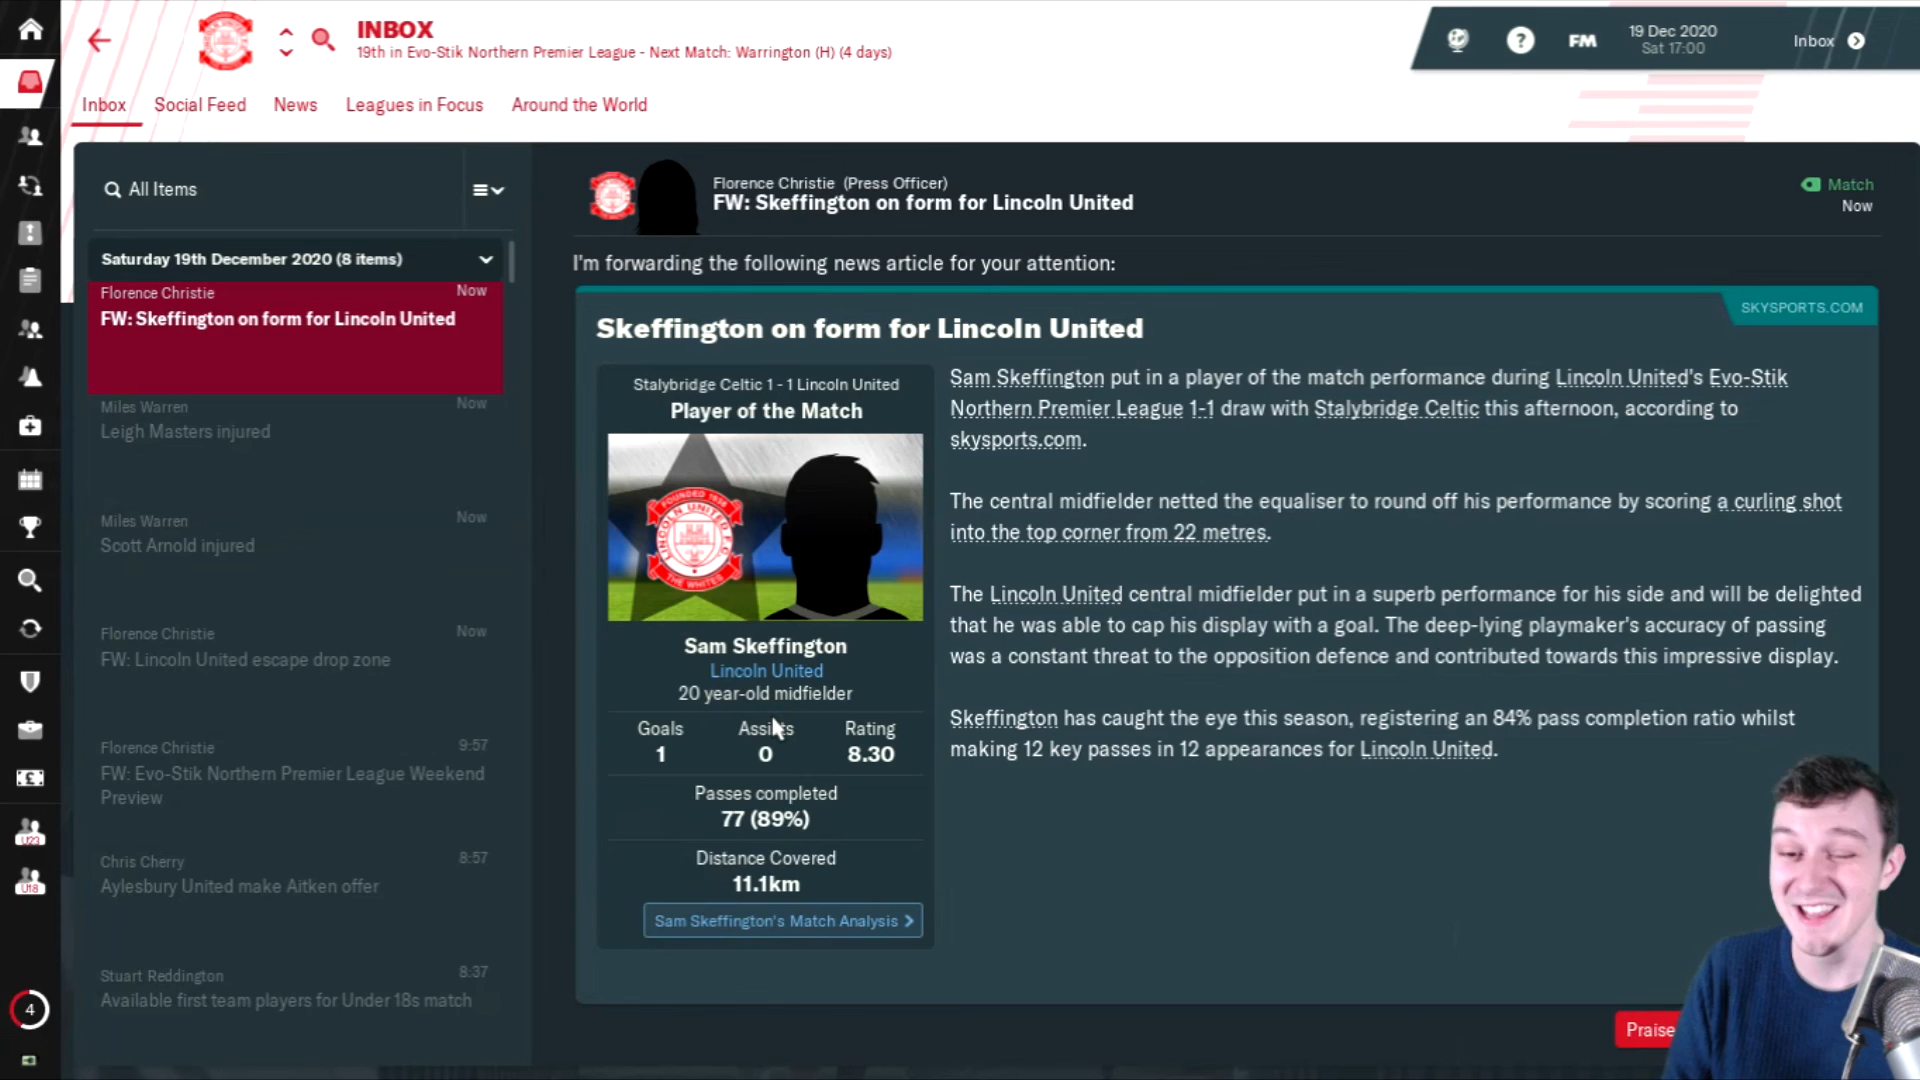 INBOX
19th in Evo-Stik Northern Premier League - Next Match: Warrington (H) (4 days)
FM
19 Dec 2020
Sat 17:00
Inbox
Inbox
Social Feed
News
Leagues in Focus
Around the World
All Items
Saturday 19th December 2020 (8 items)
Florence Christie
Now
FW: Skeffington on form for Lincoln United
Miles Warren
Now
Leigh Masters injured
Miles Warren
Now
Scott Arnold injured
Florence Christie
Now
FW: Lincoln United escape drop zone
Florence Christie
9:57
FW: Evo-Stik Northern Premier League Weekend
Preview
Chris Cherry
8:57
Aylesbury United make Aitken offer
Stuart Reddington
8:37
Available first team players for Under 18s match
U23
U18
4
Florence Christie (Press Officer)
FW: Skeffington on form for Lincoln United
Match
Now
I'm forwarding the following news article for your attention:
SKYSPORTS.COM
Skeffington on form for Lincoln United
Stalybridge Celtic 1 - 1 Lincoln United
Player of the Match
FOUNDED 1938
LINCOLN UNITED F.C.
THE WHITES
Sam Skeffington
Lincoln United
20 year-old midfielder
Goals Assists Rating
1 0 8.30
Passes completed
77 (89%)
Distance Covered
11.1km
Sam Skeffington's Match Analysis
Sam Skeffington put in a player of the match performance during Lincoln United's Evo-Stik
Northern Premier League 1-1 draw with Stalybridge Celtic this afternoon, according to
skysports.com.
The central midfielder netted the equaliser to round off his performance by scoring a curling shot
into the top corner from 22 metres.
The Lincoln United central midfielder put in a superb performance for his side and will be delighted
that he was able to cap his display with a goal. The deep-lying playmaker's accuracy of passing
was a constant threat to the opposition defence and contributed towards this impressive display.
Skeffington has caught the eye this season, registering an 84% pass completion ratio whilst
making 12 key passes in 12 appearances for Lincoln United.
Praise